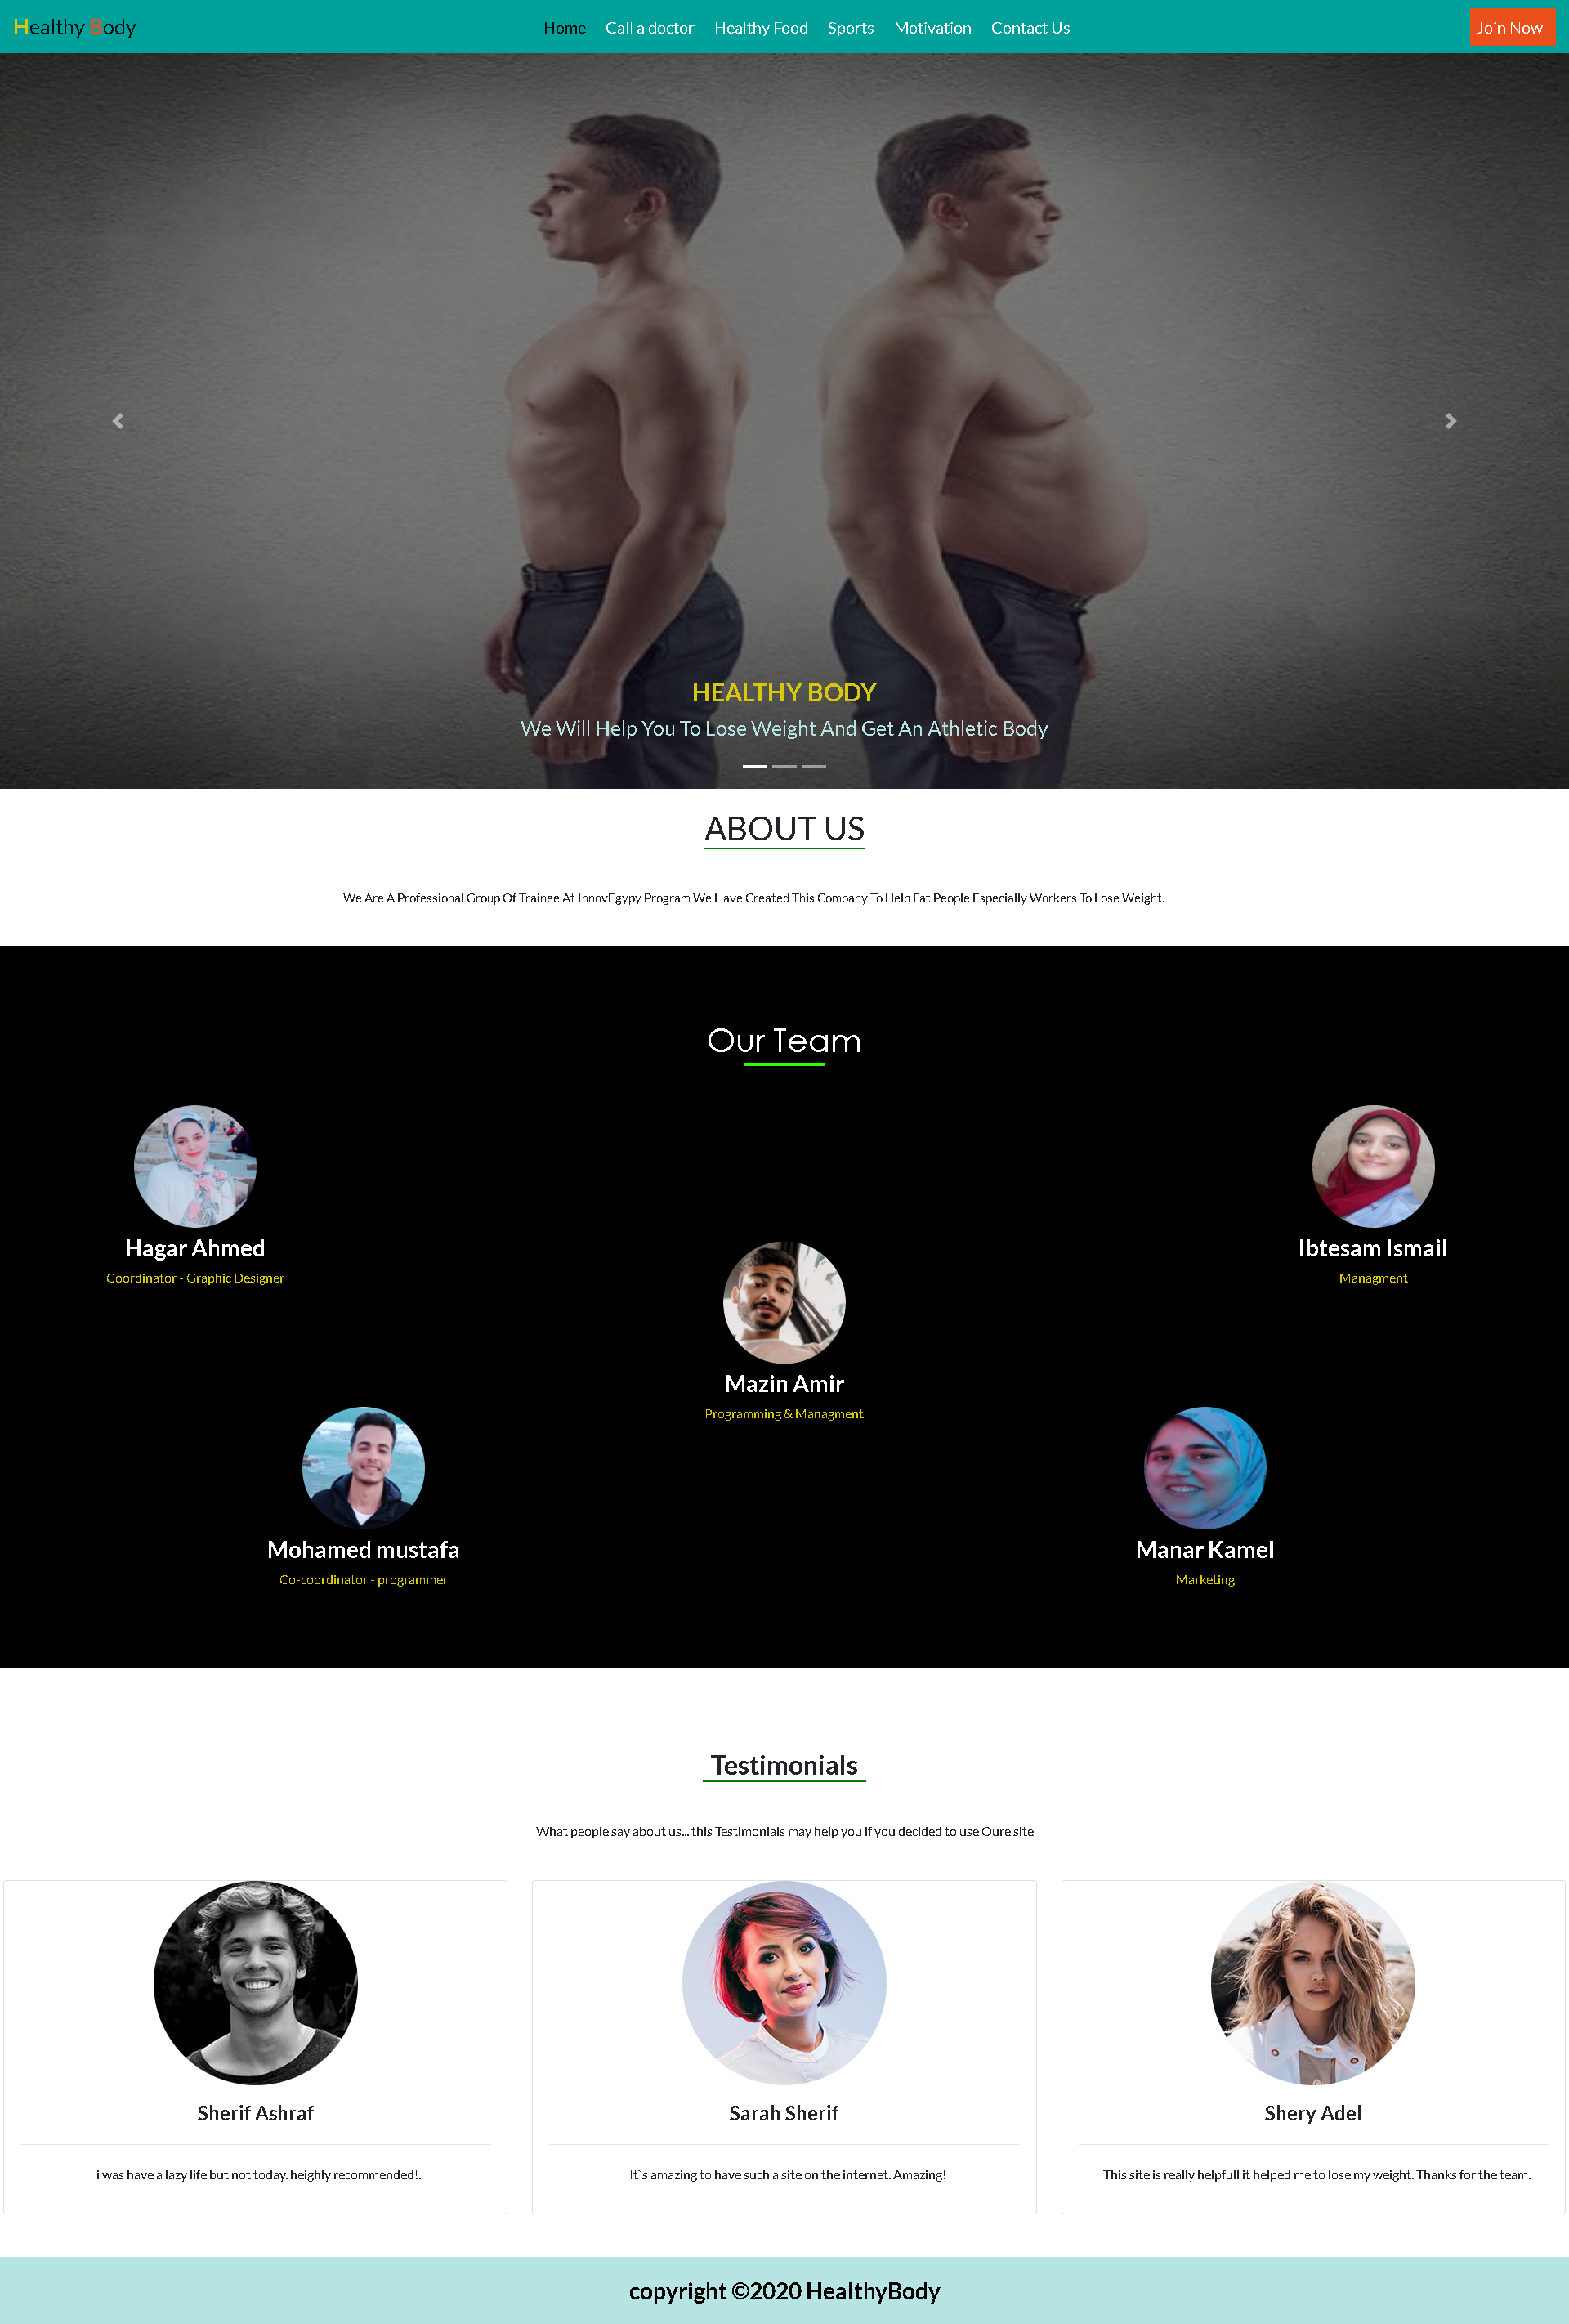 Healthy Body
Home Call a doctor Healthy Food Sports Motivation Contact Us
Join Now
HEALTHY BODY
We Will Help You To Lose Weight And Get An Athletic Body
ABOUT US
We Are A Professional Group Of Trainee At InnovEgypy Program We Have Created This Company To Help Fat People Especially Workers To Lose Weight.
Our Team
Hagar Ahmed
Coordinator - Graphic Designer
Ibtesam Ismail
Managment
Mazin Amir
Programming & Managment
Mohamed mustafa
Co-coordinator - programmer
Manar Kamel
Marketing
Testimonials
What people say about us... this Testimonials may help you if you decided to use Oure site
Sherif Ashraf
i was have a lazy life but not today. heighly recommended!.
Sarah Sherif
It`s amazing to have such a site on the internet. Amazing!
Shery Adel
This site is really helpfull it helped me to lose my weight. Thanks for the team.
copyright ©2020 HealthyBody